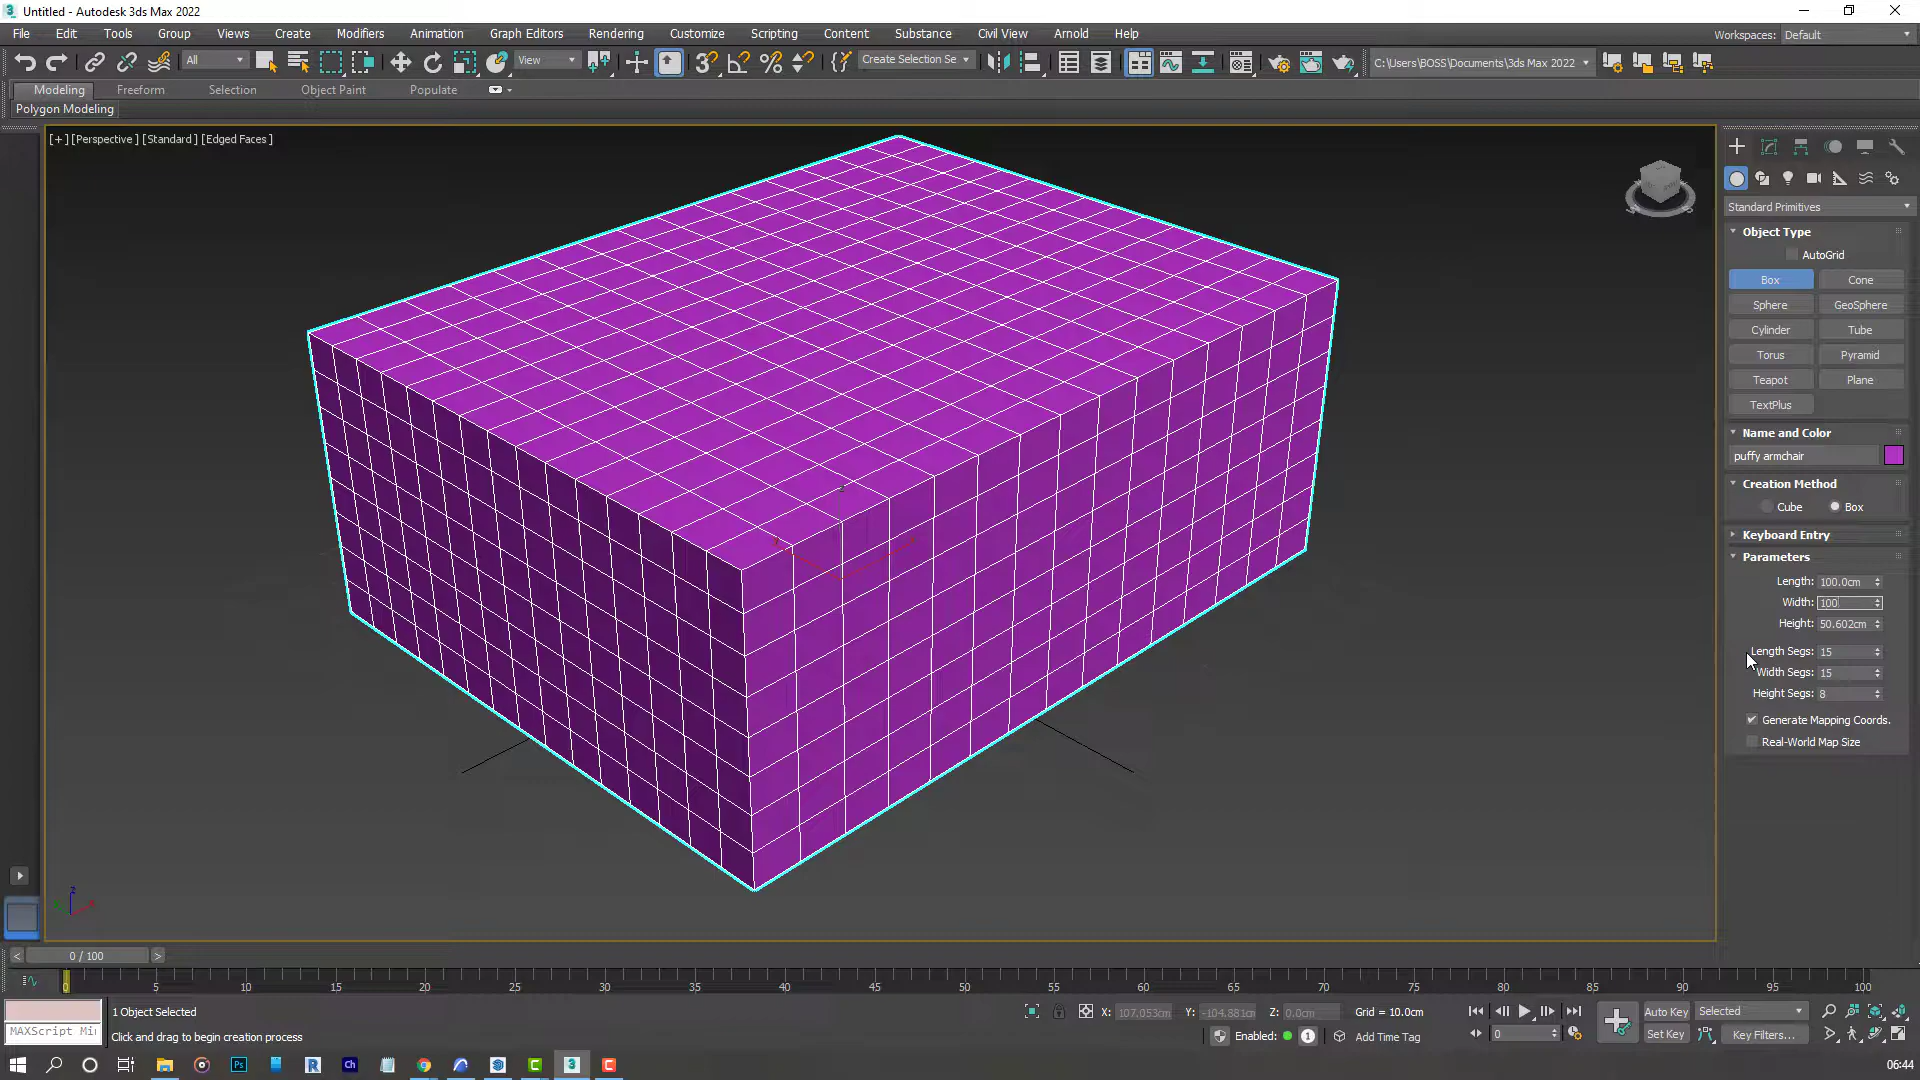 Untitled - Autodesk 3ds Max 2022
File Edit Tools Group Views Create Modifiers Animation Graph Editors Rendering Customize Scripting Content Substance Civil View Arnold Help
Workspaces: Default
All View Create Selection Se C:\Users\BOSS\Documents\3ds Max 2022
Modeling Freeform Selection Object Paint Populate
Polygon Modeling
[+] [Perspective] [Standard] [Edged Faces]
Standard Primitives
Object Type
AutoGrid
Box Cone
Sphere GeoSphere
Cylinder Tube
Torus Pyramid
Teapot Plane
TextPlus
Name and Color
puffy armchair
Creation Method
Cube Box
Keyboard Entry
Parameters
Length: 100.0cm
Width: 100
Height: 50.602cm
Length Segs: 15
Width Segs: 15
Height Segs: 8
Generate Mapping Coords.
Real-World Map Size
0 / 100
0 5 10 15 20 25 30 35 40 45 50 55 60 65 70 75 80 85 90 95 100
1 Object Selected
X: 107.053cm Y: -104.881cm Z: 0.0cm Grid = 10.0cm
Auto Key Selected
MAXScript Mi
Click and drag to begin creation process
Enabled: 1 Add Time Tag
0
Set Key Key Filters...
06:44